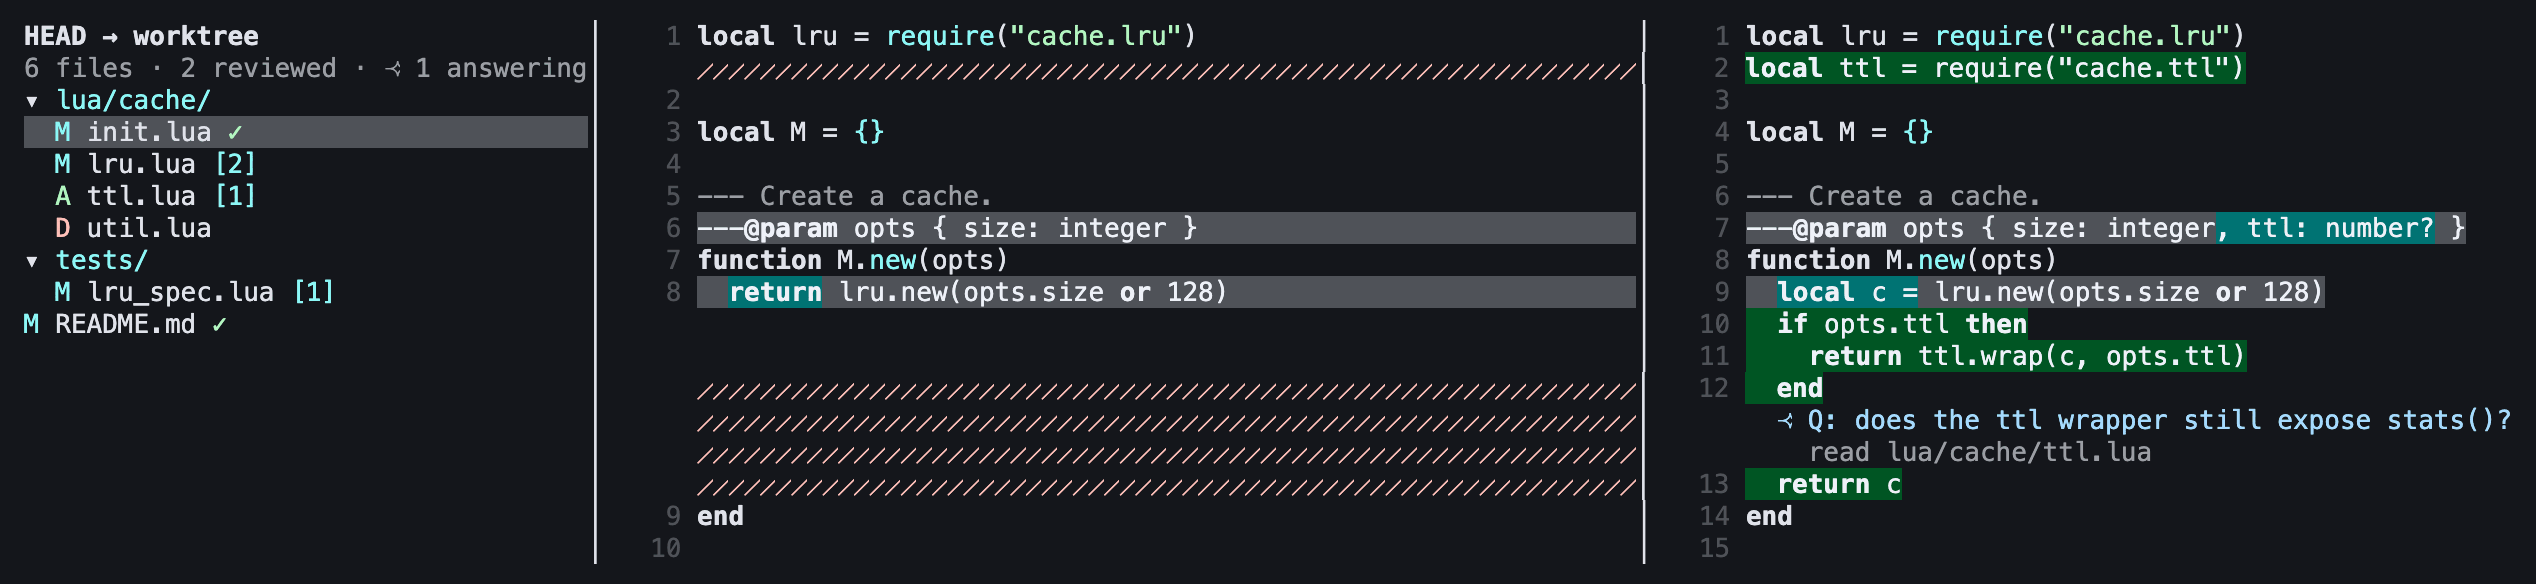 HEAD → worktree
6 files · 2 reviewed · ⤙ 1 answering
▾ lua/cache/
M init.lua ✓
M lru.lua [2]
A ttl.lua [1]
D util.lua
▾ tests/
M lru_spec.lua [1]
M README.md ✓
1 local lru = require("cache.lru")
2
3 local M = {}
4
5 --- Create a cache.
6 ---@param opts { size: integer }
7 function M.new(opts)
8   return lru.new(opts.size or 128)
9 end
10
1 local lru = require("cache.lru")
2 local ttl = require("cache.ttl")
3
4 local M = {}
5
6 --- Create a cache.
7 ---@param opts { size: integer, ttl: number? }
8 function M.new(opts)
9   local c = lru.new(opts.size or 128)
10   if opts.ttl then
11     return ttl.wrap(c, opts.ttl)
12   end
⤙ Q: does the ttl wrapper still expose stats()?
read lua/cache/ttl.lua
13   return c
14 end
15